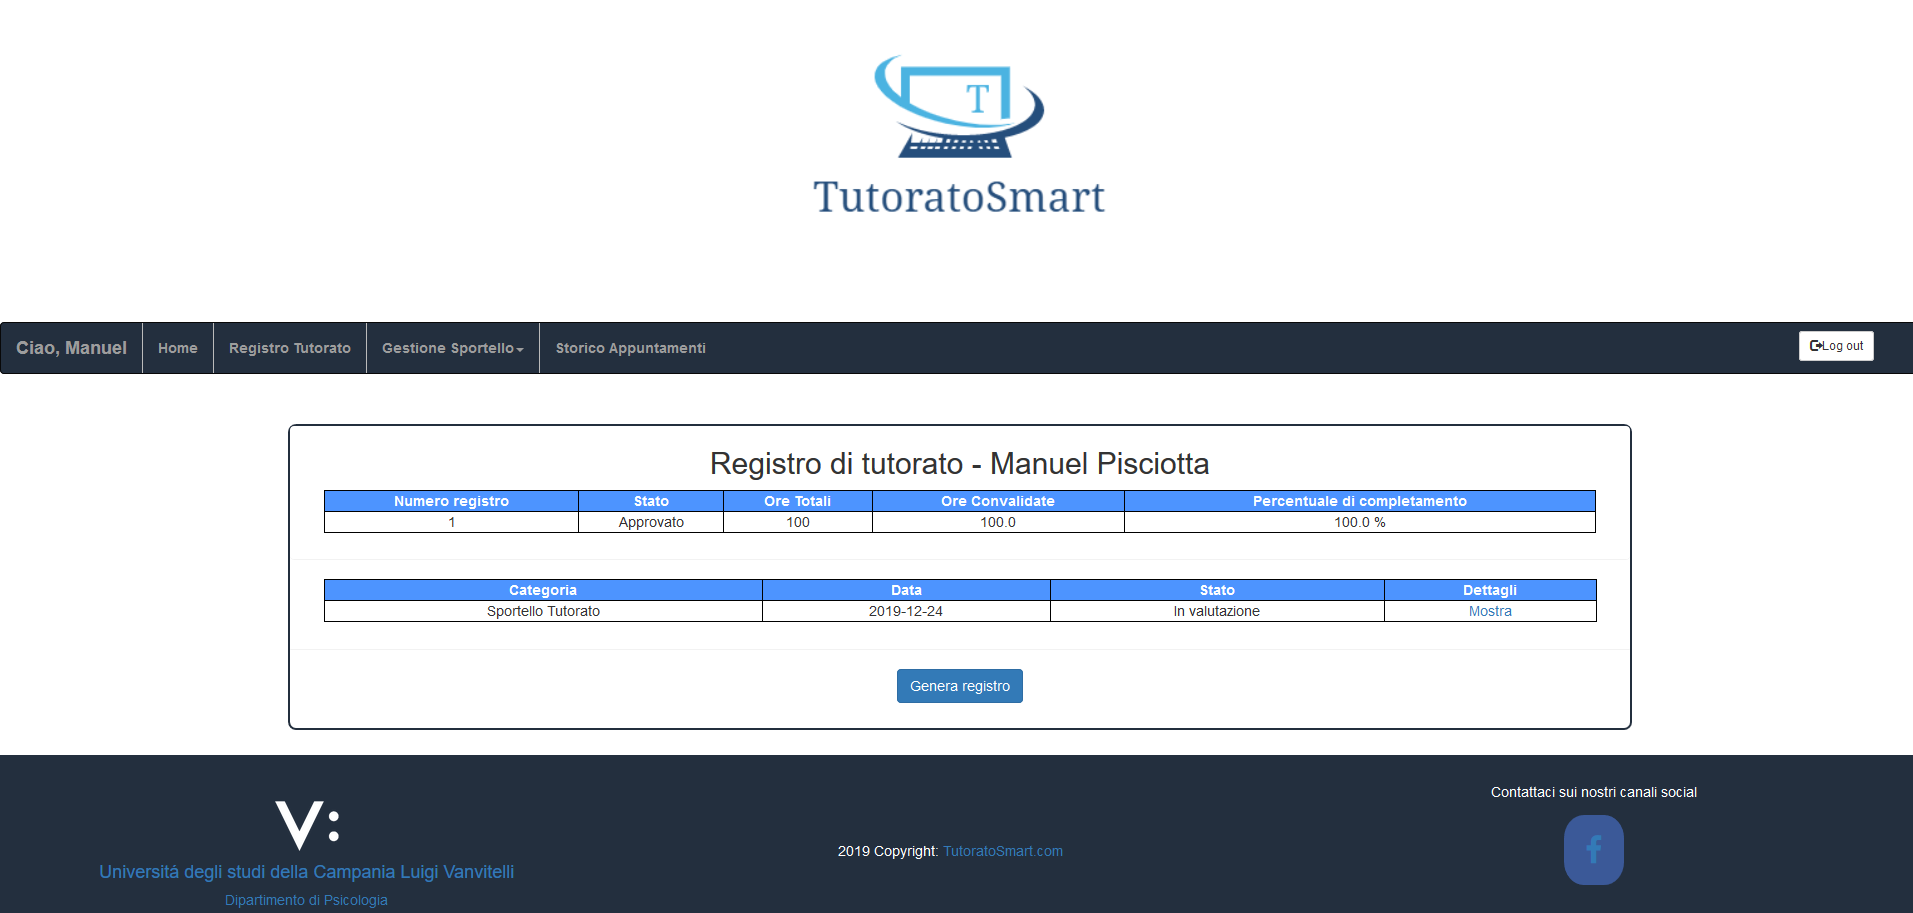 T
TutoratoSmart
Ciao, Manuel Home Registro Tutorato Gestione Sportello Storico Appuntamenti Log out
Registro di tutorato - Manuel Pisciotta
Numero registro Stato Ore Totali Ore Convalidate Percentuale di completamento
1 Approvato 100 100.0 100.0 %
Categoria Data Stato Dettagli
Sportello Tutorato 2019-12-24 In valutazione Mostra
Genera registro
Contattaci sui nostri canali social
V:
2019 Copyright: TutoratoSmart.com
Universitá degli studi della Campania Luigi Vanvitelli
Dipartimento di Psicologia